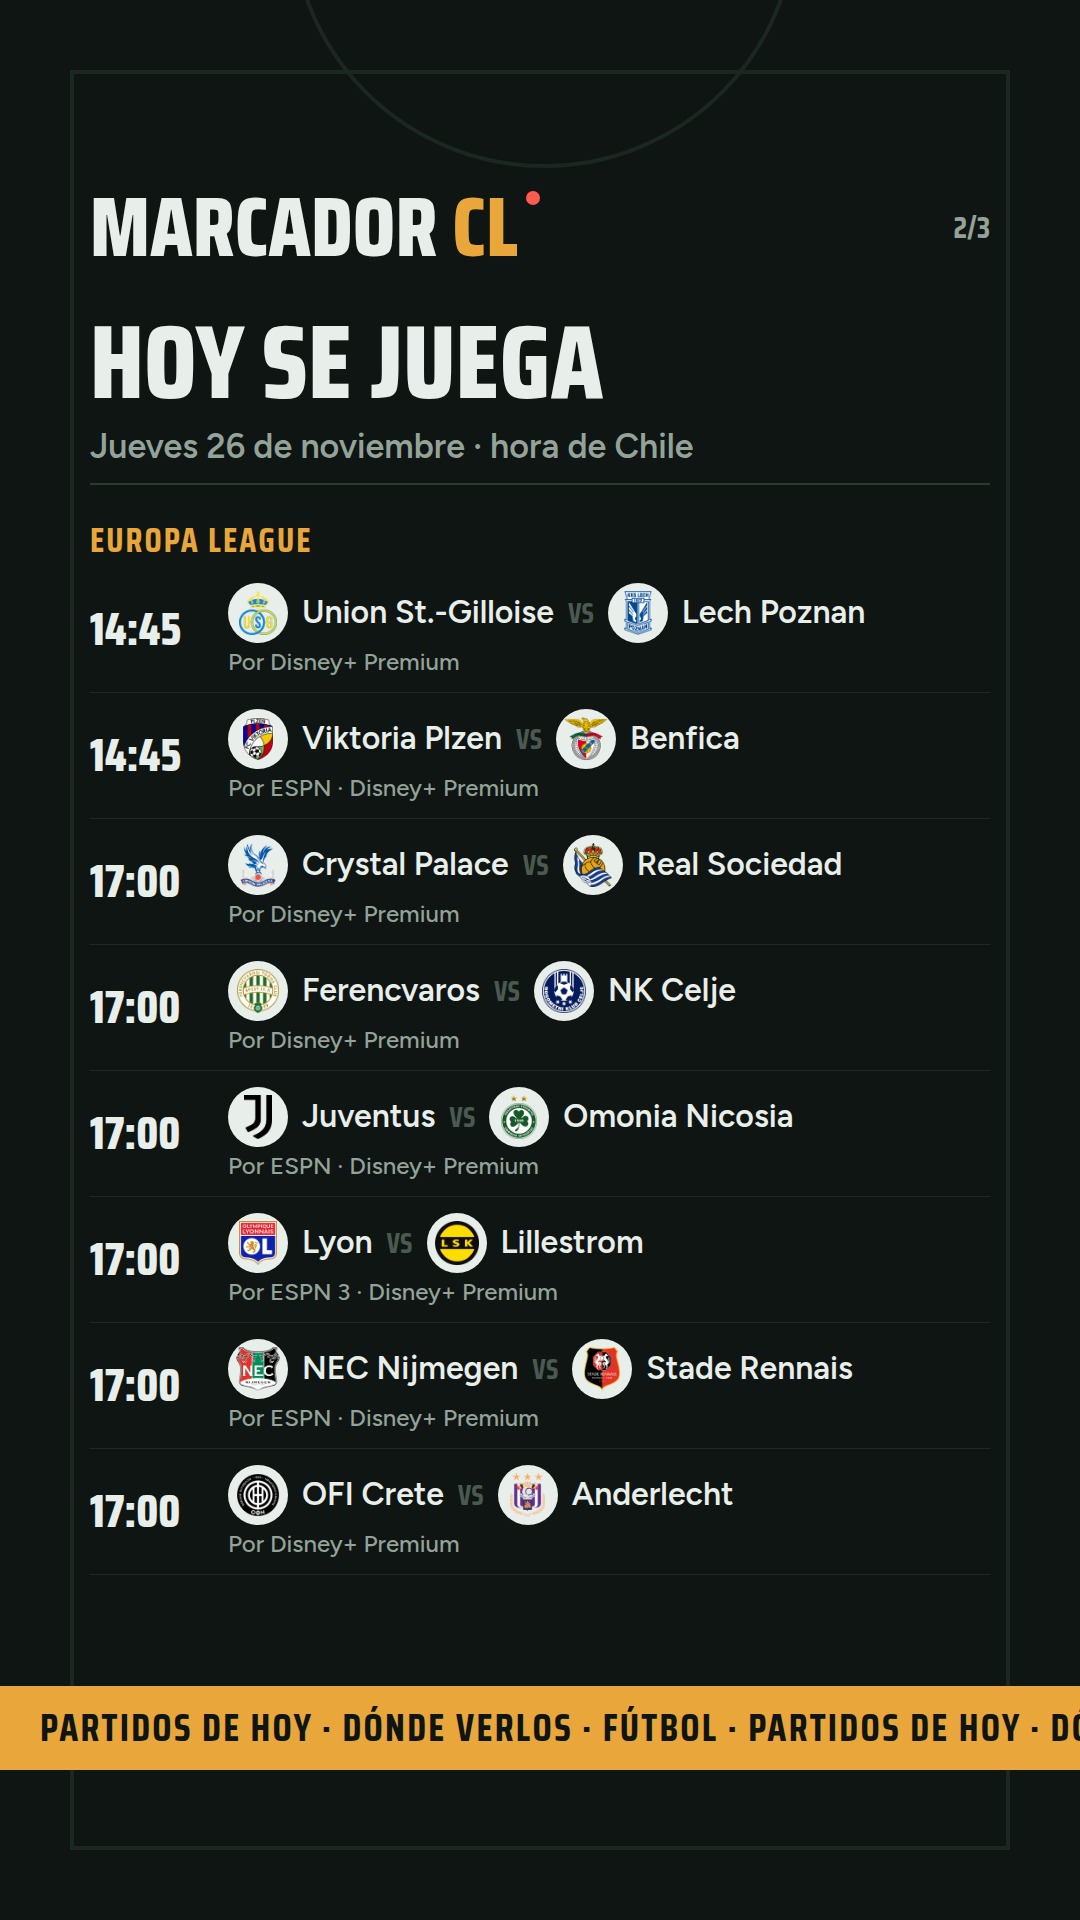 MARCADOR CL
2/3
HOY SE JUEGA
Jueves 26 de noviembre · hora de Chile
EUROPA LEAGUE
14:45 Union St.-Gilloise VS Lech Poznan
Por Disney+ Premium
14:45 Viktoria Plzen VS Benfica
Por ESPN · Disney+ Premium
17:00 Crystal Palace VS Real Sociedad
Por Disney+ Premium
17:00 Ferencvaros VS NK Celje
Por Disney+ Premium
17:00 Juventus VS Omonia Nicosia
Por ESPN · Disney+ Premium
17:00 Lyon VS LSK Lillestrom
Por ESPN 3 · Disney+ Premium
17:00 NEC NEC Nijmegen VS Stade Rennais
Por ESPN · Disney+ Premium
17:00 OFI Crete VS Anderlecht
Por Disney+ Premium
PARTIDOS DE HOY · DÓNDE VERLOS · FÚTBOL · PARTIDOS DE HOY · DÓ